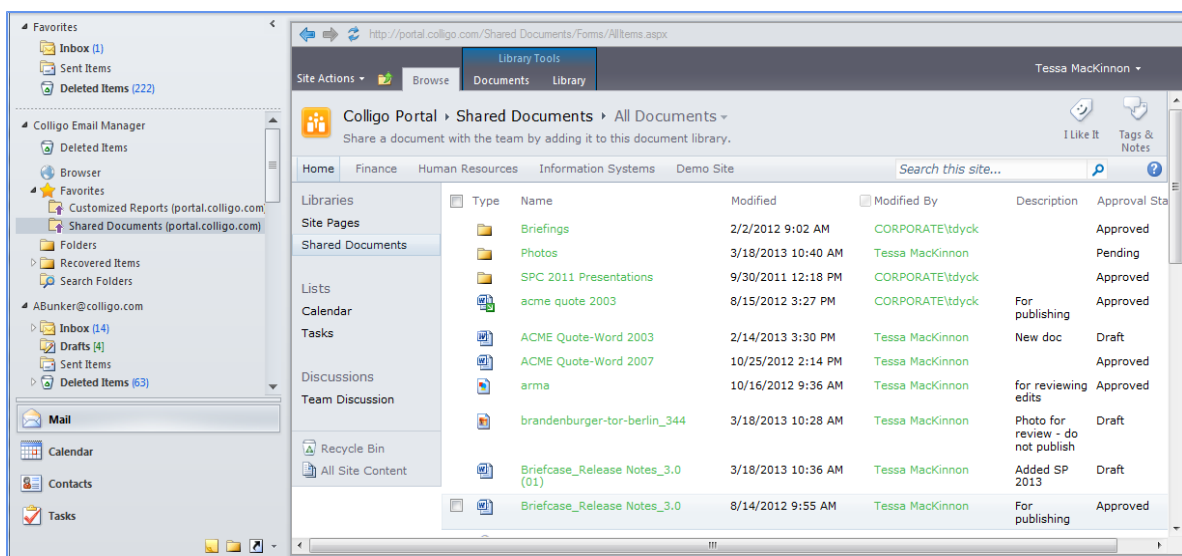 Favorites
Inbox (1)
Sent Items
Deleted Items (222)
Colligo Email Manager
Deleted Items
Browser
Favorites
Customized Reports (portal.colligo.com
Shared Documents (portal.colligo.com)
Folders
Recovered Items
Search Folders
ABunker@colligo.com
Inbox (14)
Drafts [4]
Sent Items
Deleted Items (63)
Mail
Calendar
Contacts
Tasks
http://portal.colligo.com/Shared Documents/Forms/AllItems.aspx
Library Tools
Site Actions Browse Documents Library Tessa MacKinnon
Colligo Portal Shared Documents All Documents
Share a document with the team by adding it to this document library.
I Like It
Tags &
Notes
Home Finance Human Resources Information Systems Demo Site Search this site...
Libraries
Site Pages
Shared Documents
Lists
Calendar
Tasks
Discussions
Team Discussion
Recycle Bin
All Site Content
Type Name Modified Modified By Description Approval Sta
Briefings 2/2/2012 9:02 AM CORPORATE\tdyck Approved
Photos 3/18/2013 10:40 AM Tessa MacKinnon Pending
SPC 2011 Presentations 9/30/2011 12:18 PM CORPORATE\tdyck Approved
acme quote 2003 8/15/2012 3:27 PM CORPORATE\tdyck For Approved
publishing
ACME Quote-Word 2003 2/14/2013 3:30 PM Tessa MacKinnon New doc Draft
ACME Quote-Word 2007 10/25/2012 2:14 PM Tessa MacKinnon Approved
arma 10/16/2012 9:36 AM Tessa MacKinnon for reviewing Approved
edits
brandenburger-tor-berlin_344 3/18/2013 10:28 AM Tessa MacKinnon Photo for Draft
review - do
not publish
Briefcase_Release Notes_3.0 3/18/2013 10:36 AM Tessa MacKinnon Added SP Draft
(01) 2013
Briefcase_Release Notes_3.0 8/14/2012 9:55 AM Tessa MacKinnon For Approved
publishing